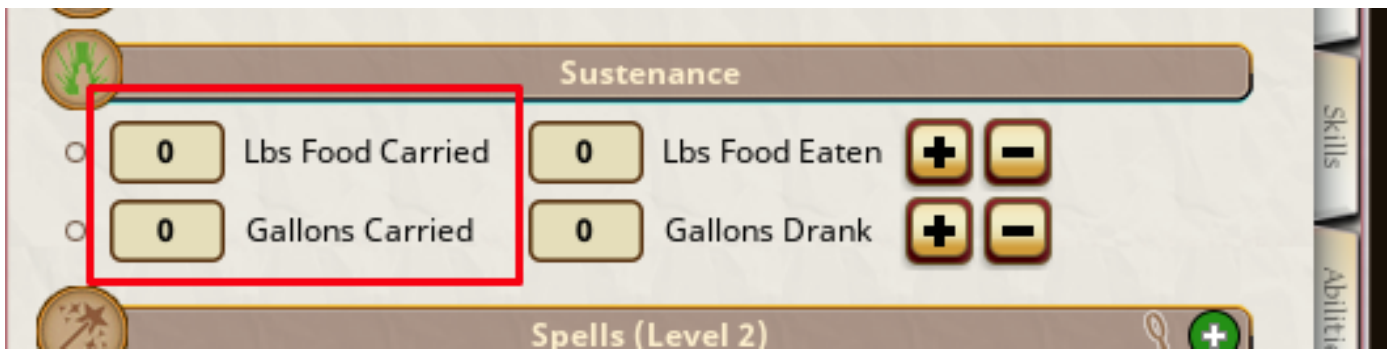 Sustenance
0 Lbs Food Carried 0 Lbs Food Eaten + -
0 Gallons Carried 0 Gallons Drank + -
Spells (Level 2)
Skills